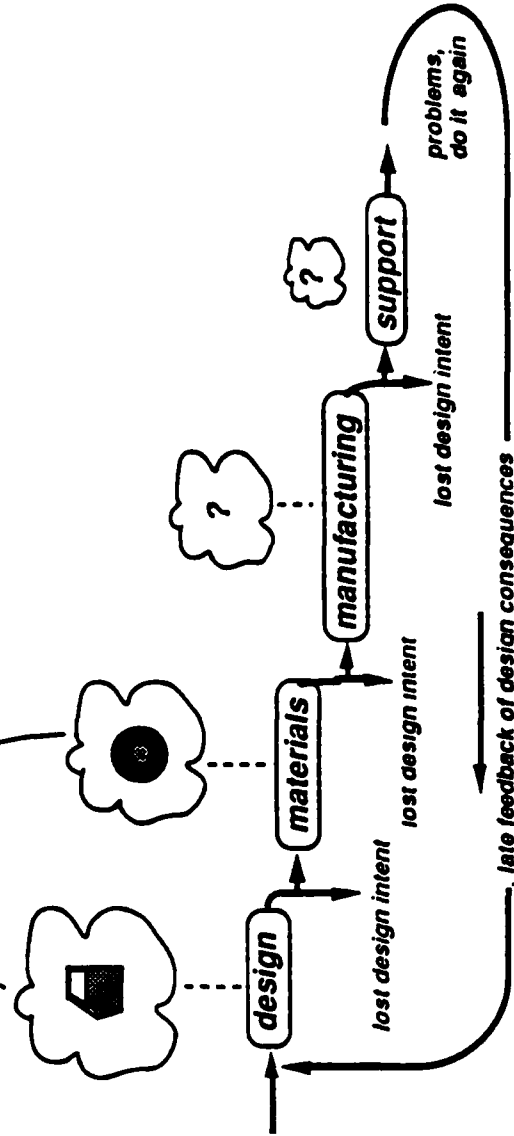 ?
?
support
manufacturing
materials
design
problems,
do it again
lost design intent
lost design intent
lost design intent
late feedback of design consequences